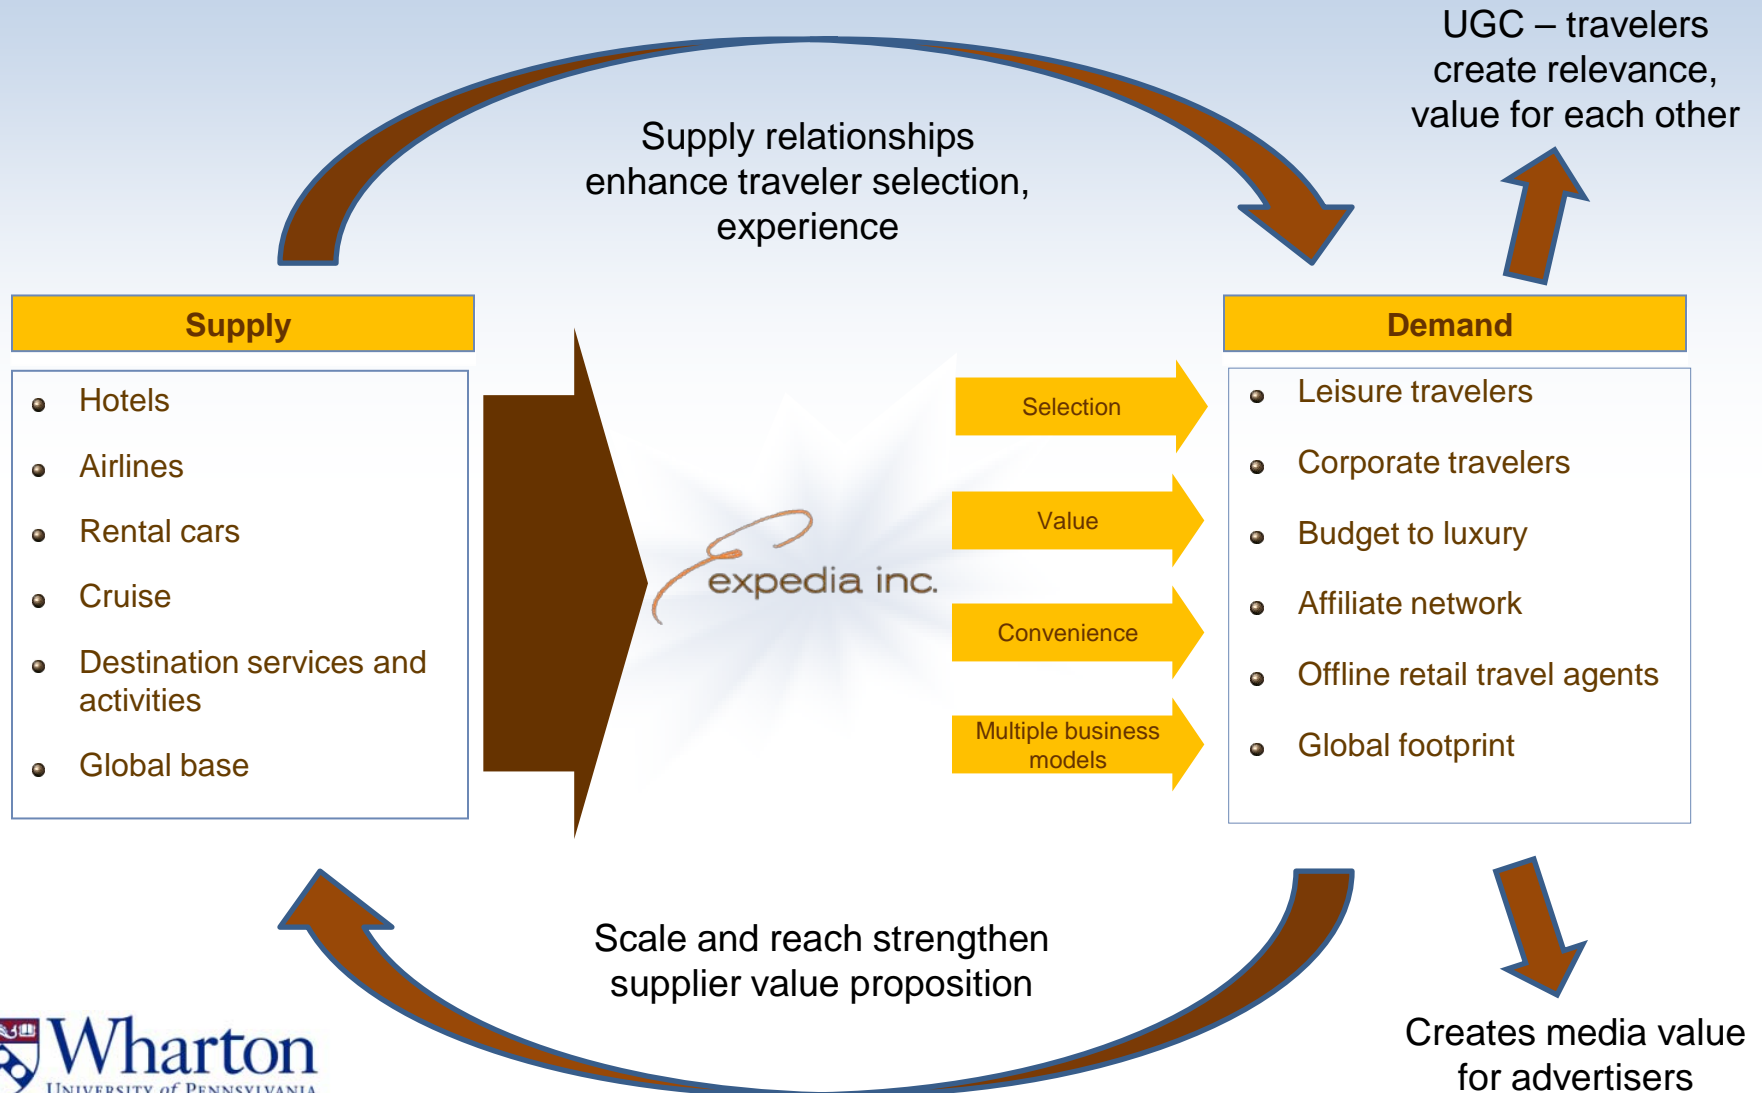 UGC – travelers
create relevance,
value for each other
Supply relationships
enhance traveler selection,
experience
Supply
Hotels
Airlines
Rental cars
Cruise
Destination services and
activities
Global base
expedia inc.
Selection
Value
Convenience
Multiple business
models
Demand
Leisure travelers
Corporate travelers
Budget to luxury
Affiliate network
Offline retail travel agents
Global footprint
Scale and reach strengthen
supplier value proposition
Creates media value
for advertisers
Wharton
UNIVERSITY of PENNSYLVANIA